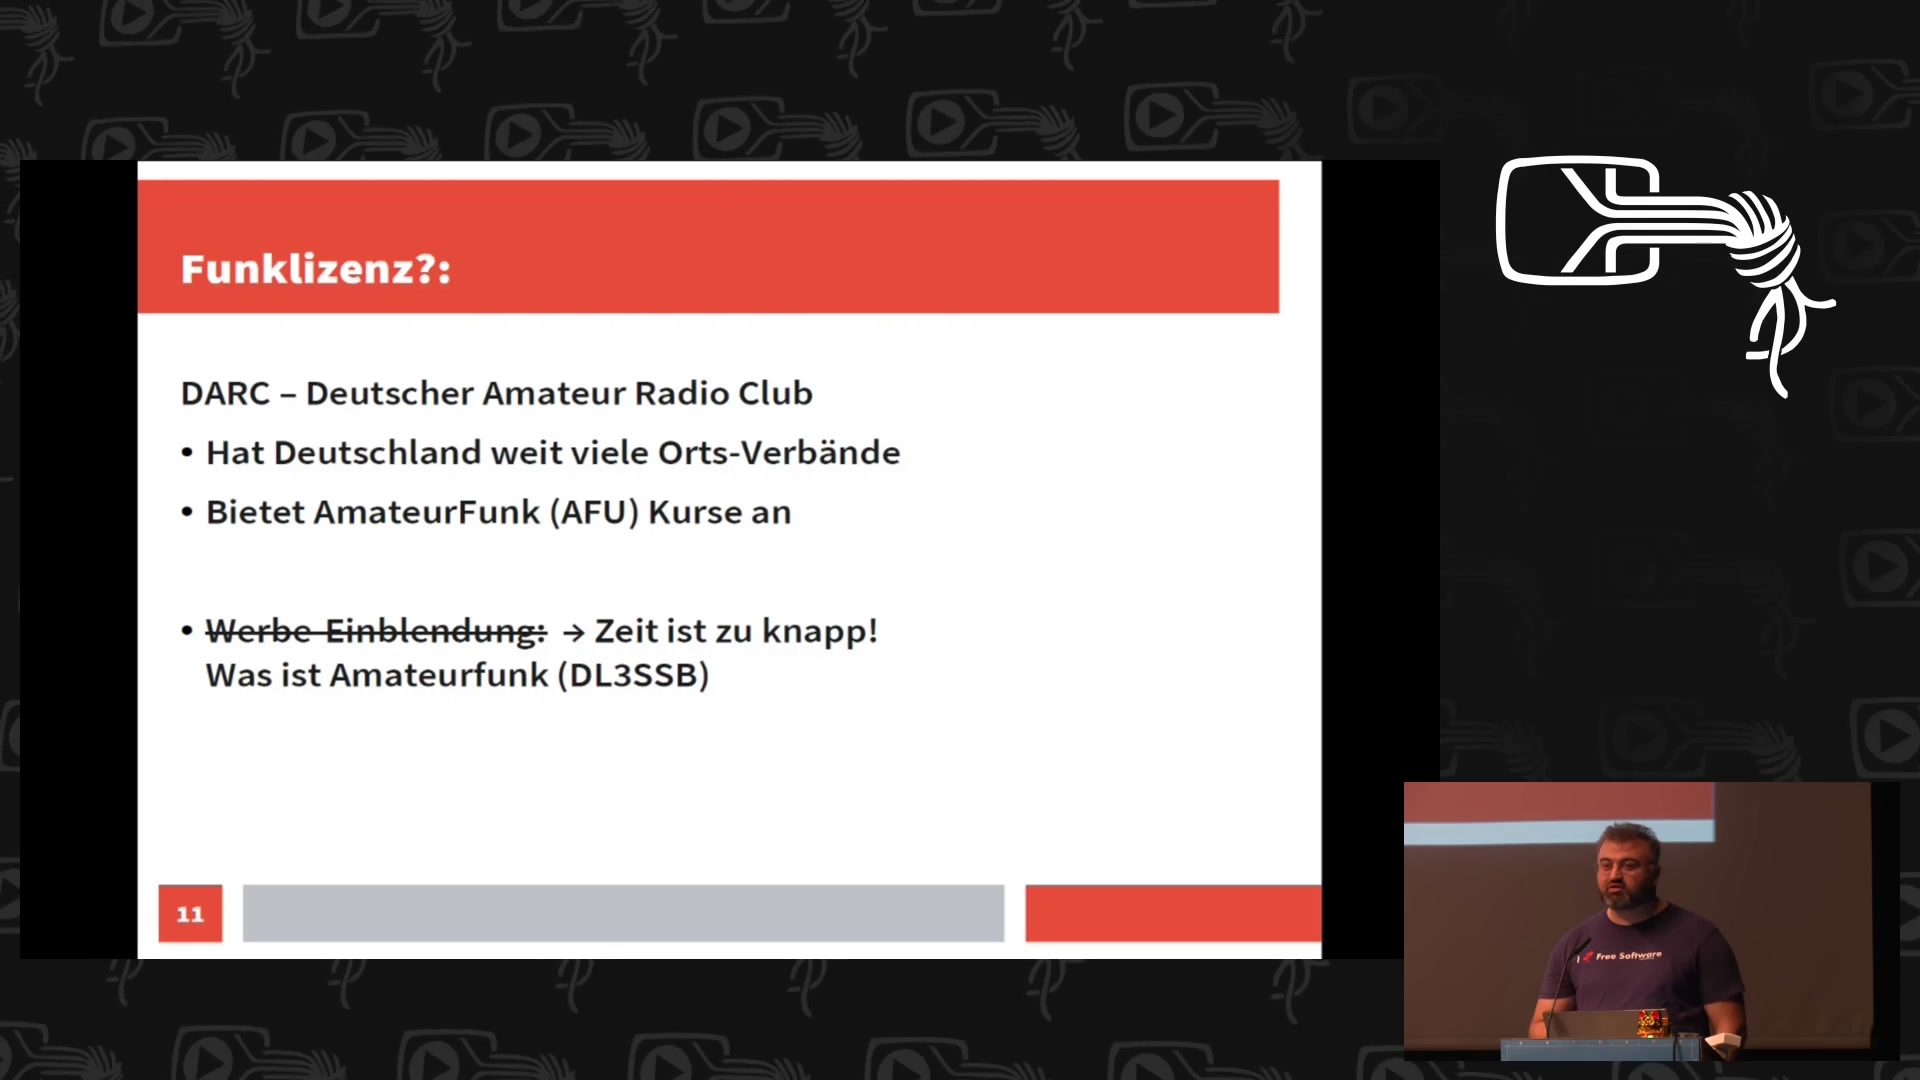 Funklizenz?:
DARC – Deutscher Amateur Radio Club
• Hat Deutschland weit viele Orts-Verbände
• Bietet AmateurFunk (AFU) Kurse an
• Werbe-Einblendung: → Zeit ist zu knapp!
Was ist Amateurfunk (DL3SSB)
11
I Free Software